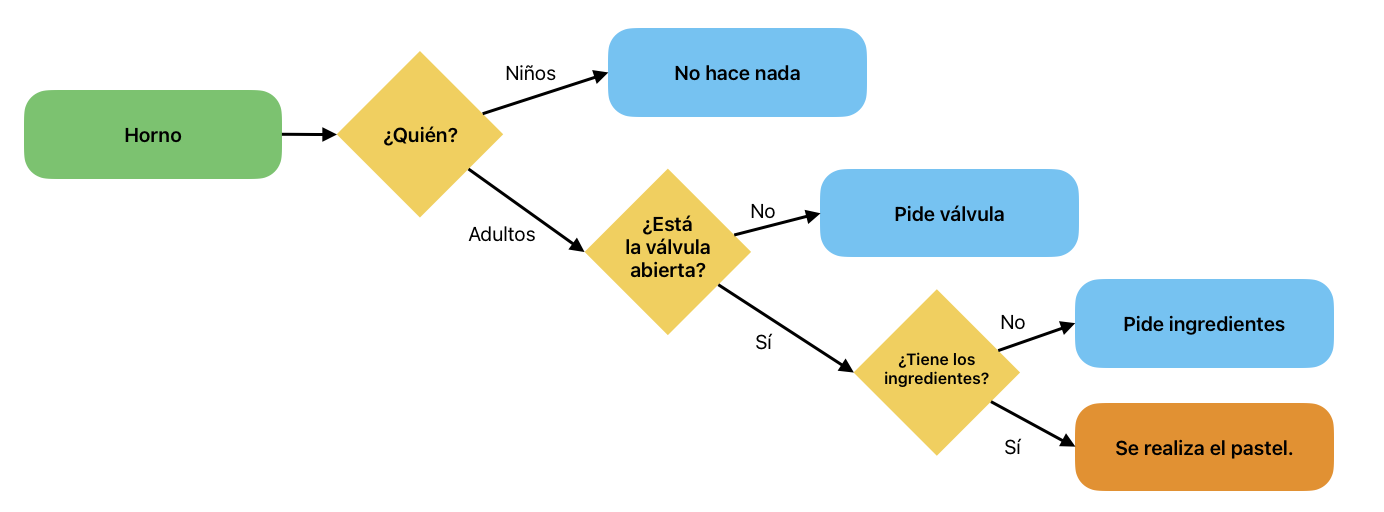 Horno
¿Quién?
Niños
No hace nada
Adultos
¿Está
la válvula
abierta?
No
Pide válvula
Sí
¿Tiene los
ingredientes?
No
Pide ingredientes
Sí
Se realiza el pastel.